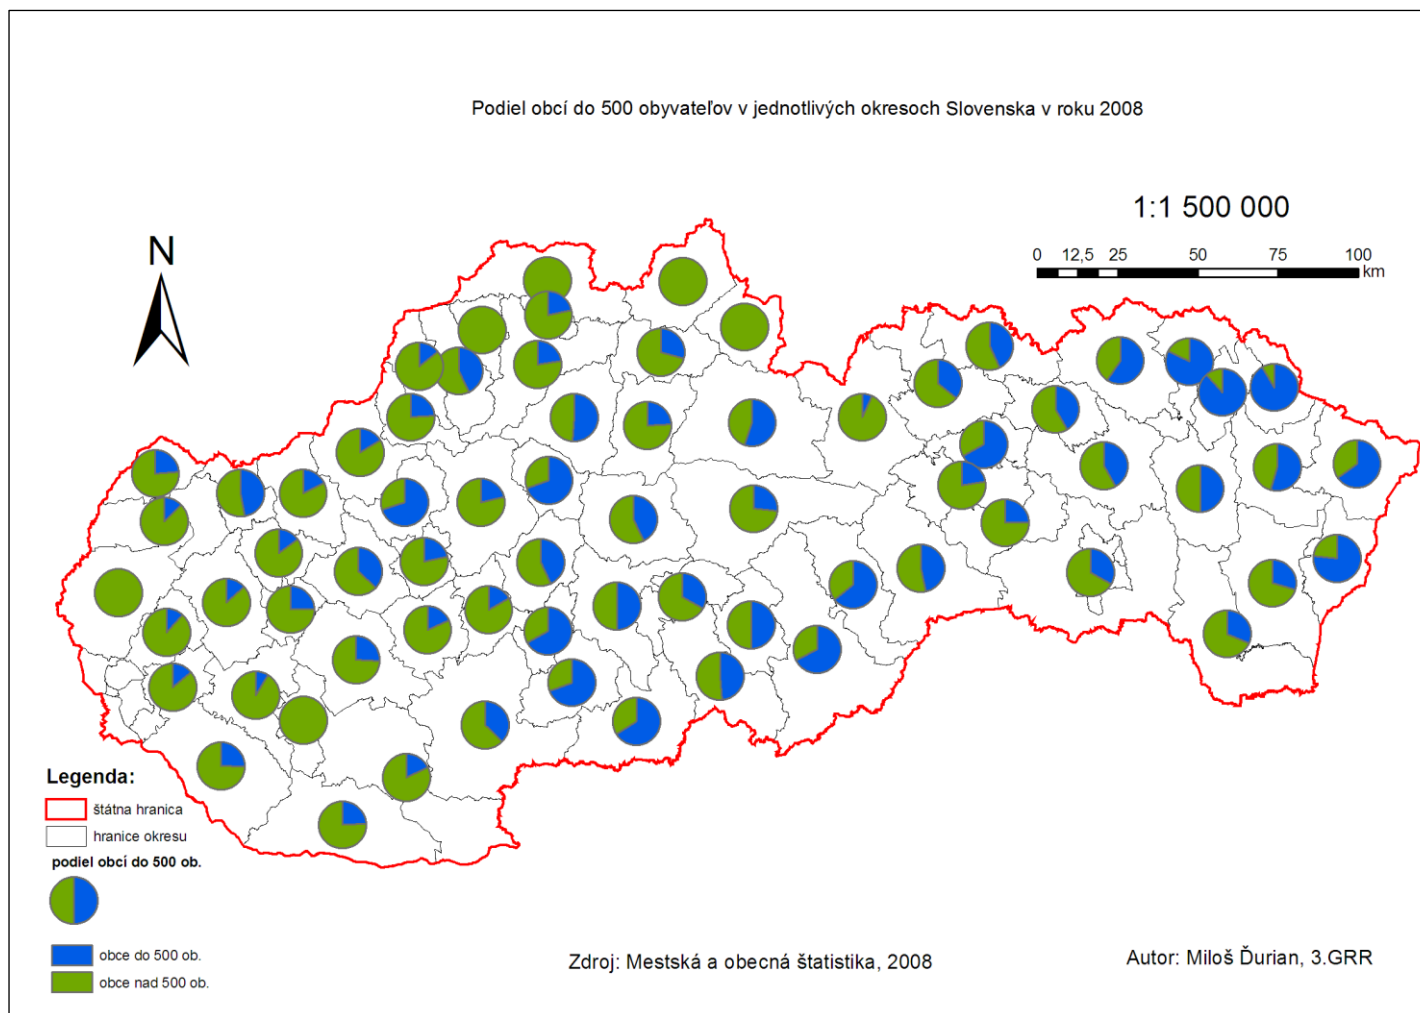 Podiel obcí do 500 obyvateľov v jednotlivých okresoch Slovenska v roku 2008
1:1 500 000
0 12,5 25 50 75 100
km
N
Legenda:
štátna hranica
hranice okresu
podiel obcí do 500 ob.
obce do 500 ob.
obce nad 500 ob.
Zdroj: Mestská a obecná štatistika, 2008
Autor: Miloš Ďurian, 3.GRR